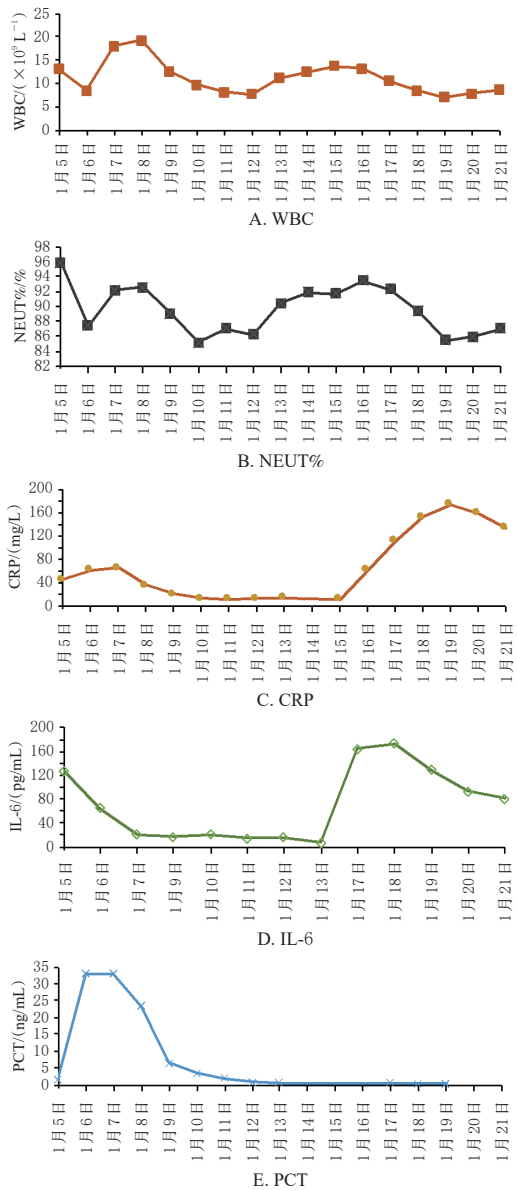 25
20
15
10
5
0
WBC/(×10⁹ L⁻¹)
1月5日
1月6日
1月7日
1月8日
1月9日
1月10日
1月11日
1月12日
1月13日
1月14日
1月15日
1月16日
1月17日
1月18日
1月19日
1月20日
1月21日
A. WBC
98
96
94
92
90
88
86
84
82
NEUT%/%
1月5日
1月6日
1月7日
1月8日
1月9日
1月10日
1月11日
1月12日
1月13日
1月14日
1月15日
1月16日
1月17日
1月18日
1月19日
1月20日
1月21日
B. NEUT%
200
160
120
80
40
0
CRP/(mg/L)
1月5日
1月6日
1月7日
1月8日
1月9日
1月10日
1月11日
1月12日
1月13日
1月14日
1月15日
1月16日
1月17日
1月18日
1月19日
1月20日
1月21日
C. CRP
200
160
120
80
40
0
IL-6/(pg/mL)
1月5日
1月6日
1月7日
1月9日
1月10日
1月11日
1月12日
1月13日
1月17日
1月18日
1月19日
1月20日
1月21日
D. IL-6
35
30
25
20
15
10
5
0
PCT/(ng/mL)
1月5日
1月6日
1月7日
1月8日
1月9日
1月10日
1月11日
1月12日
1月13日
1月14日
1月15日
1月16日
1月17日
1月18日
1月19日
1月20日
1月21日
E. PCT